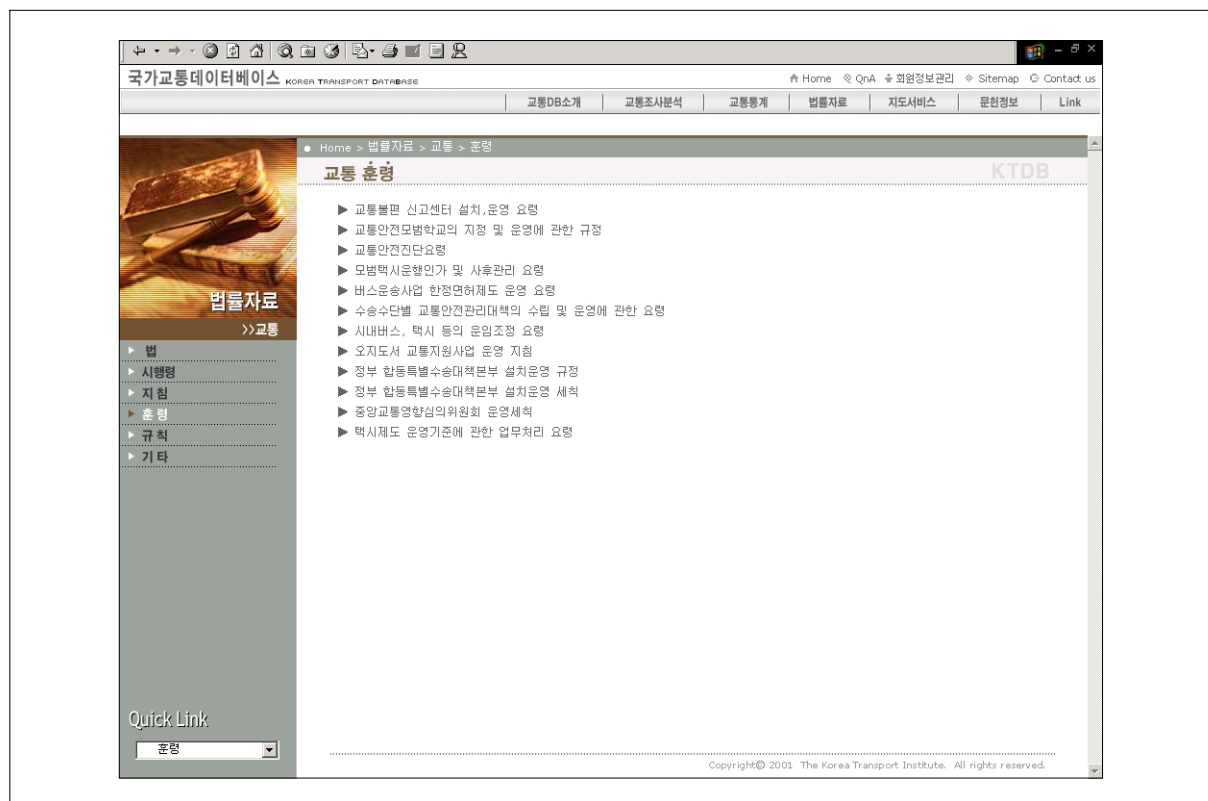 국가교통데이터베이스 KOREA TRANSPORT DATABASE
Home QnA 회원정보관리 Sitemap Contact us
교통DB소개 교통조사분석 교통통계 법률자료 지도서비스 문헌정보 Link
Home > 법률자료 > 교통 > 훈령
교통 훈령
KTDB
▶ 교통불편 신고센터 설치,운영 요령
▶ 교통안전모범학교의 지정 및 운영에 관한 규정
▶ 교통안전진단요령
▶ 모범택시운행인가 및 사후관리 요령
▶ 버스운송사업 한정면허제도 운영 요령
▶ 수송수단별 교통안전관리대책의 수립 및 운영에 관한 요령
▶ 시내버스, 택시 등의 운임조정 요령
▶ 오지도서 교통지원사업 운영 지침
▶ 정부 합동특별수송대책본부 설치운영 규정
▶ 정부 합동특별수송대책본부 설치운영 세칙
▶ 중앙교통영향심의위원회 운영세칙
▶ 택시제도 운영기준에 관한 업무처리 요령
법률자료
>>교통
법
시행령
지침
훈령
규칙
기타
Quick Link
훈령
Copyright© 2001 The Korea Transport Institute. All rights reserved.